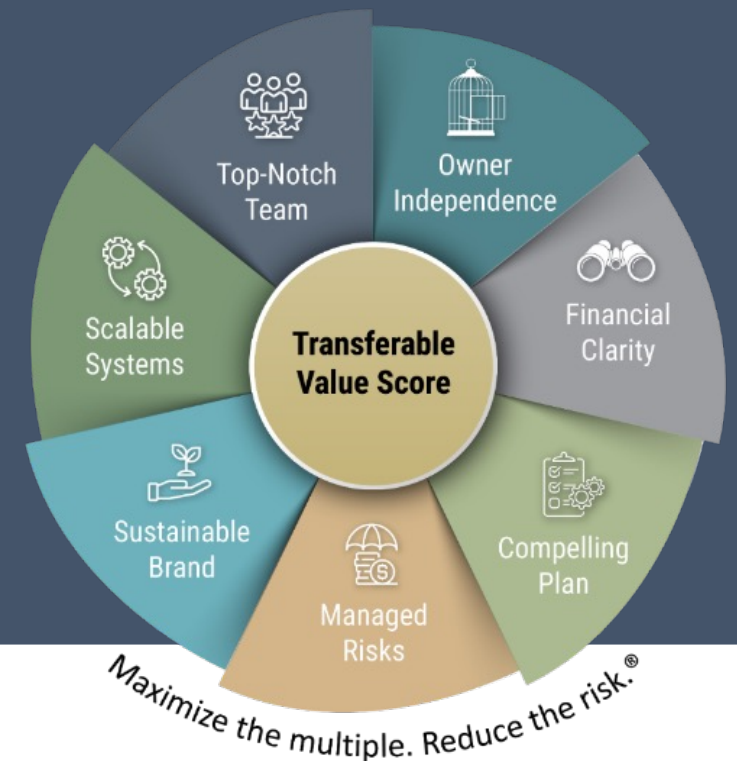 Top-Notch
Team
Owner
Independence
Financial
Clarity
Compelling
Plan
Managed
Risks
Sustainable
Brand
Scalable
Systems
Transferable
Value Score
Maximize the multiple. Reduce the risk.®